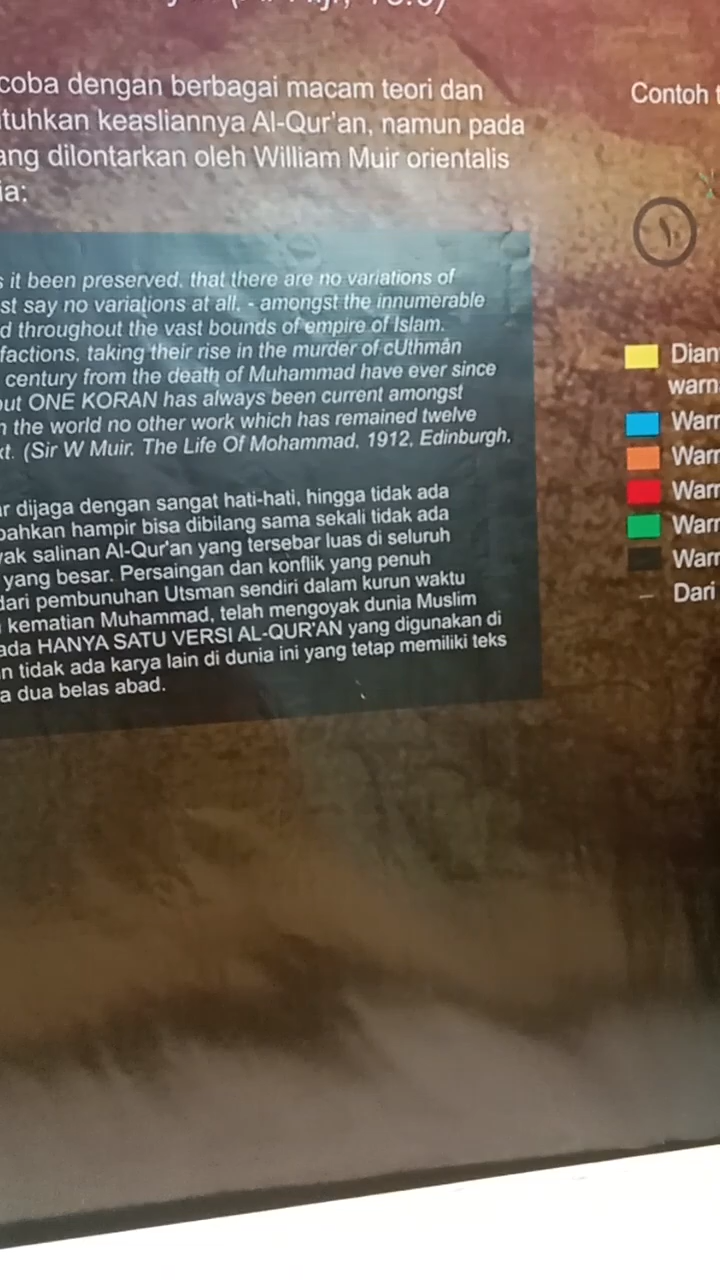 coba dengan berbagai macam teori dan
tuhkan keasliannya Al-Qur'an, namun pada
ang dilontarkan oleh William Muir orientalis
ia:
s it been preserved, that there are no variations of
st say no variations at all, - amongst the innumerable
d throughout the vast bounds of empire of Islam.
factions, taking their rise in the murder of cUthmân
century from the death of Muhammad have ever since
out ONE KORAN has always been current amongst
n the world no other work which has remained twelve
xt. (Sir W Muir, The Life Of Mohammad, 1912, Edinburgh,
ar dijaga dengan sangat hati-hati, hingga tidak ada
bahkan hampir bisa dibilang sama sekali tidak ada
yak salinan Al-Qur'an yang tersebar luas di seluruh
yang besar. Persaingan dan konflik yang penuh
dari pembunuhan Utsman sendiri dalam kurun waktu
kematian Muhammad, telah mengoyak dunia Muslim
ada HANYA SATU VERSI AL-QUR'AN yang digunakan di
n tidak ada karya lain di dunia ini yang tetap memiliki teks
a dua belas abad.
Contoh t
١٠
Dian
warn
Warr
Warr
Warr
Warr
Warr
Dari